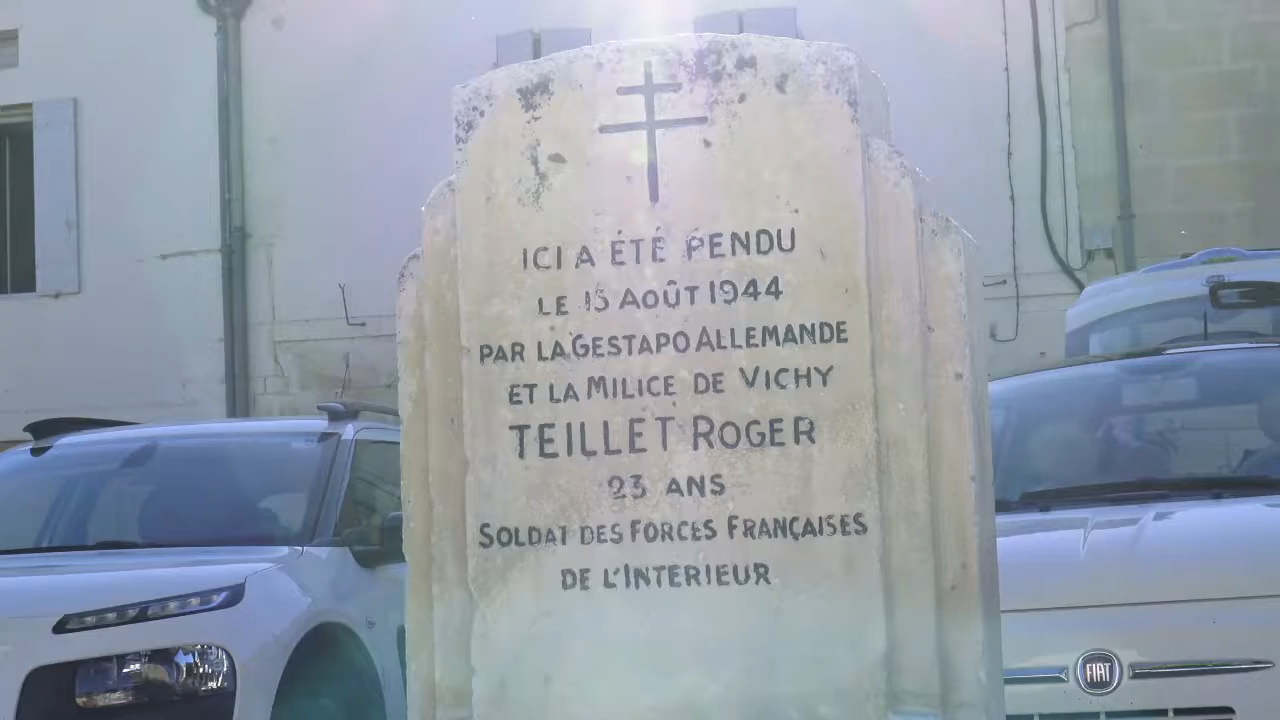 ICI A ÉTÉ PENDU
LE 15 AOÛT 1944
PAR LA GESTAPO ALLEMANDE
ET LA MILICE DE VICHY
TEILLET ROGER
23 ANS
SOLDAT DES FORCES FRANÇAISES
DE L'INTERIEUR
FIAT